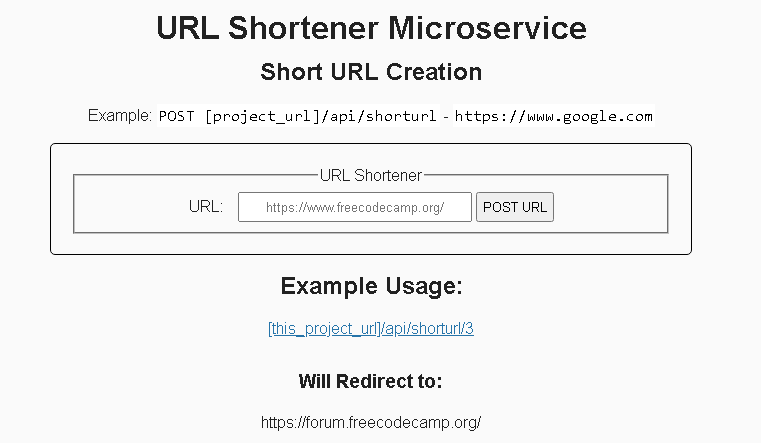 URL Shortener Microservice
Short URL Creation
Example: POST [project_url]/api/shorturl - https://www.google.com
URL Shortener
URL: https://www.freecodecamp.org/ POST URL
Example Usage:
[this_project_url]/api/shorturl/3
Will Redirect to:
https://forum.freecodecamp.org/